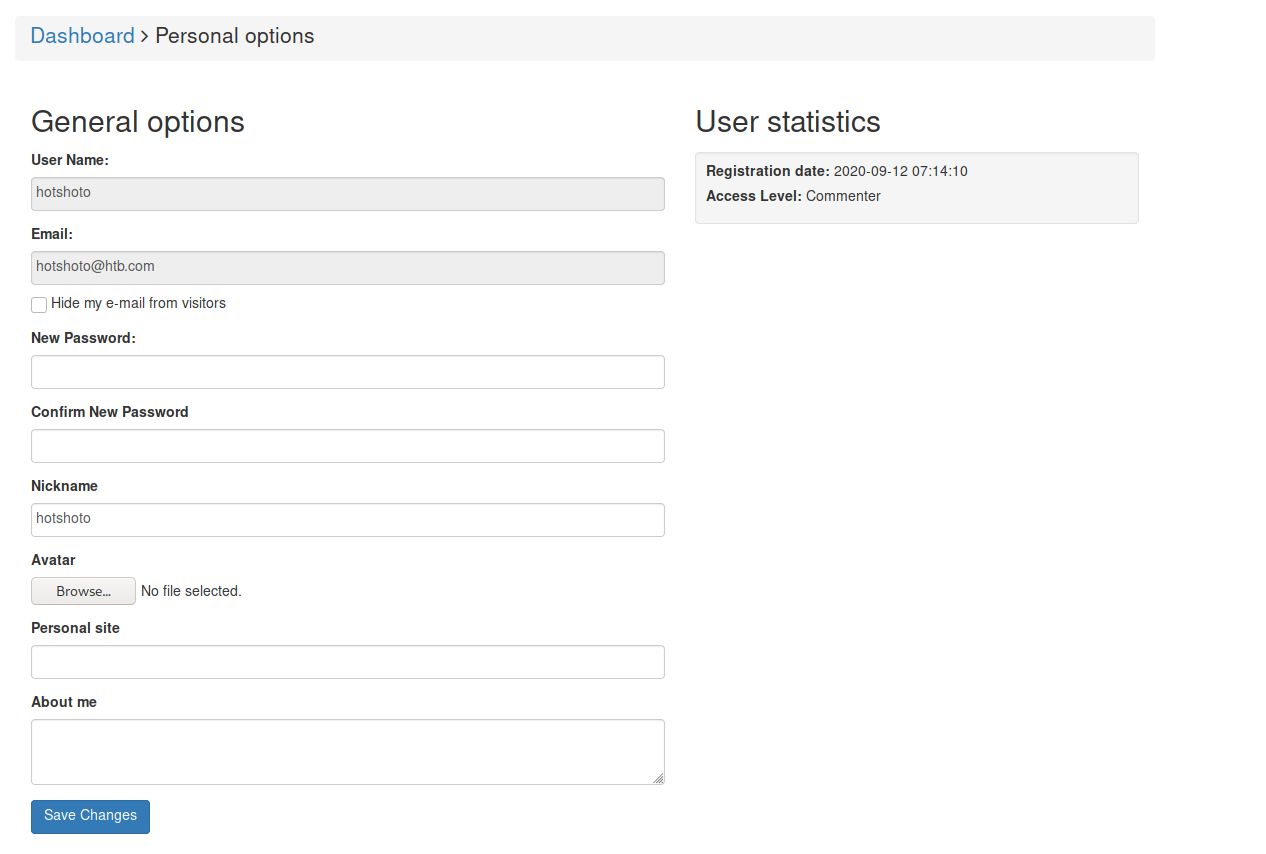 Dashboard > Personal options
General options
User Name:
hotshoto
Email:
hotshoto@htb.com
Hide my e-mail from visitors
New Password:
Confirm New Password
Nickname
hotshoto
Avatar
Browse... No file selected.
Personal site
About me
Save Changes
User statistics
Registration date: 2020-09-12 07:14:10
Access Level: Commenter